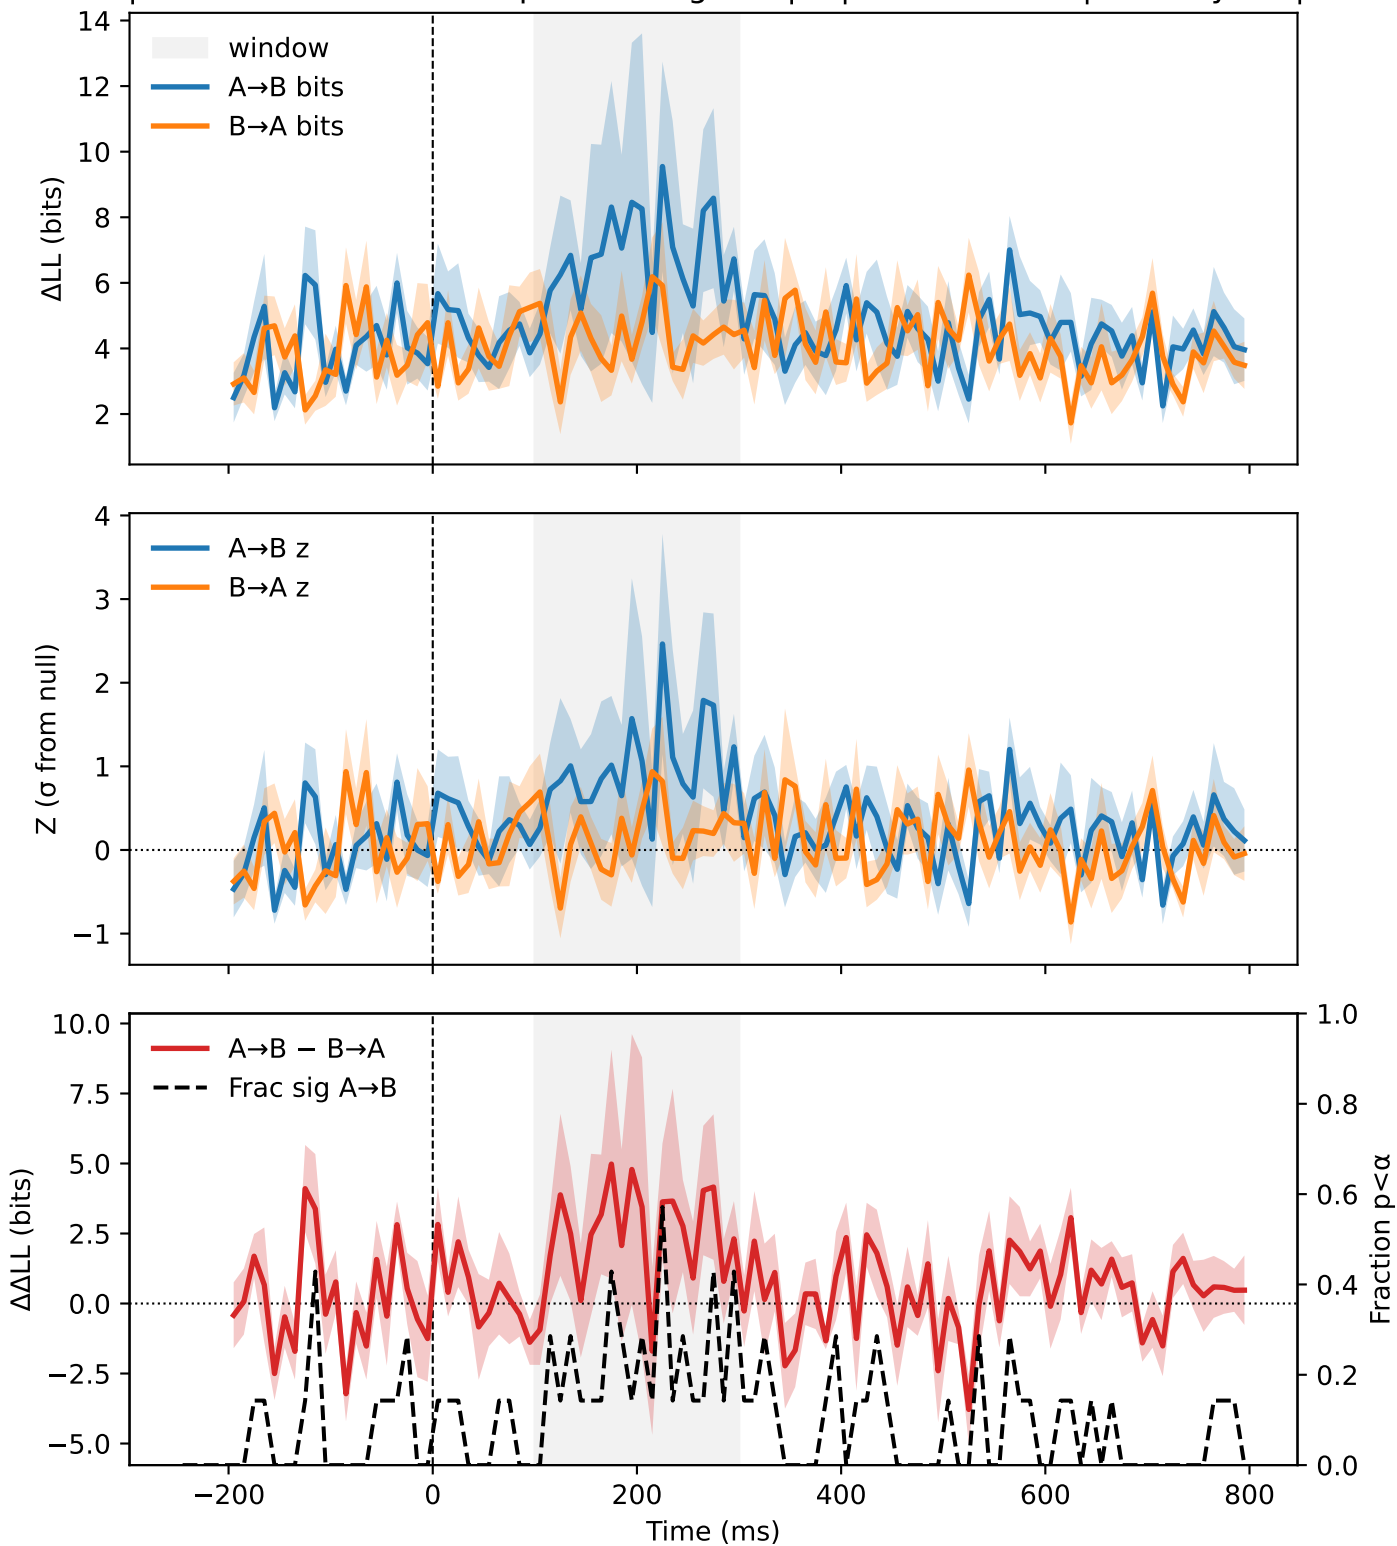 14
12
10
8
6
4
2
ΔLL (bits)
window
A→B bits
B→A bits
4
3
2
1
0
−1
Z (σ from null)
A→B z
B→A z
10.0
7.5
5.0
2.5
0.0
−2.5
−5.0
ΔΔLL (bits)
A→B − B→A
Frac sig A→B
1.0
0.8
0.6
0.4
0.2
0.0
Fraction p<α
−200 0 200 400 600 800
Time (ms)